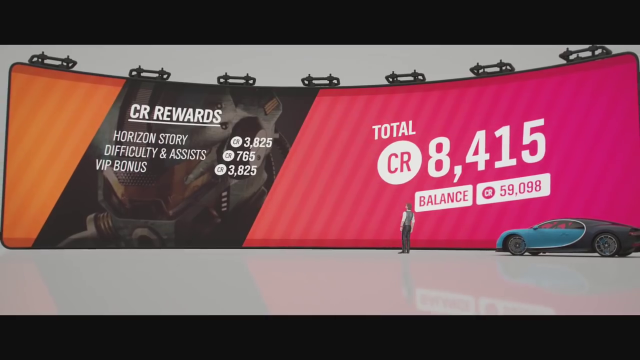 CR REWARDS
HORIZON STORY CR 3,825
DIFFICULTY & ASSISTS CR 765
VIP BONUS CR 3,825
TOTAL
CR 8,415
BALANCE CR 59,098